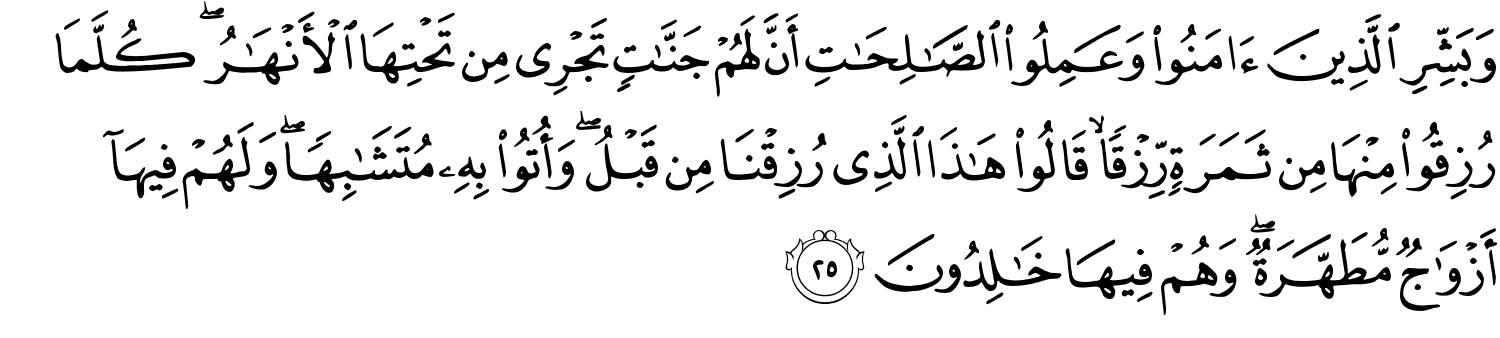 وَبَشِّرِ ٱلَّذِينَ ءَامَنُوا۟ وَعَمِلُوا۟ ٱلصَّـٰلِحَـٰتِ أَنَّ لَهُمْ جَنَّـٰتٍۢ تَجْرِى مِن تَحْتِهَا ٱلْأَنْهَـٰرُ ۖ كُلَّمَا
رُزِقُوا۟ مِنْهَا مِن ثَمَرَةٍۢ رِّزْقًۭا ۙ قَالُوا۟ هَـٰذَا ٱلَّذِى رُزِقْنَا مِن قَبْلُ ۖ وَأُتُوا۟ بِهِۦ مُتَشَـٰبِهًۭا ۖ وَلَهُمْ فِيهَآ
أَزْوَٰجٌۭ مُّطَهَّرَةٌۭ ۖ وَهُمْ فِيهَا خَـٰلِدُونَ ٢٥